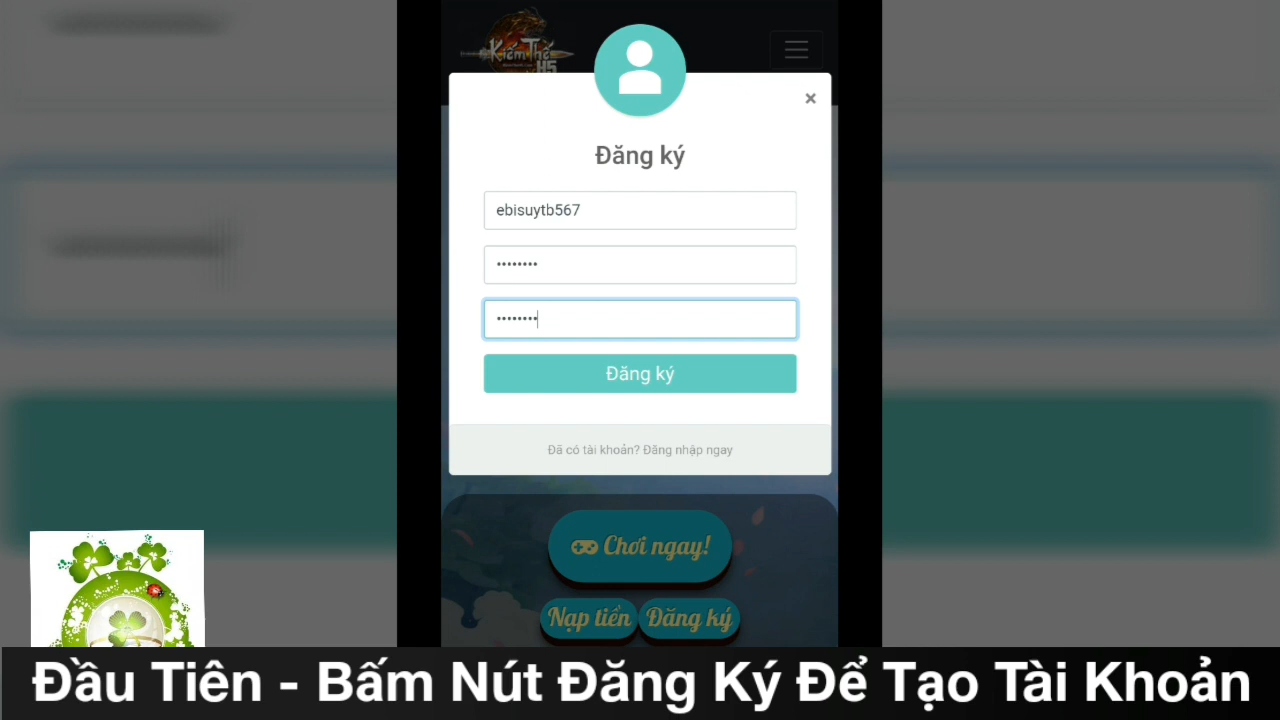 Kiếm Thế
H5
×
Đăng ký
ebisuytb567
••••••••
••••••••
Đăng ký
Đã có tài khoản? Đăng nhập ngay
Chơi ngay!
Nạp tiền Đăng ký
Đầu Tiên - Bấm Nút Đăng Ký Để Tạo Tài Khoản